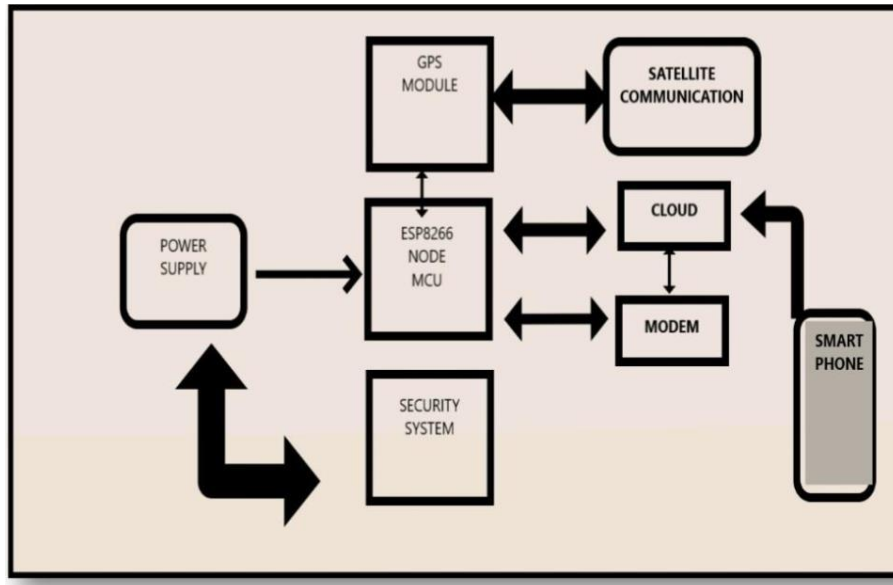 GPS
MODULE
SATELLITE
COMMUNICATION
POWER
SUPPLY
ESP8266
NODE
MCU
CLOUD
MODEM
SMART
PHONE
SECURITY
SYSTEM